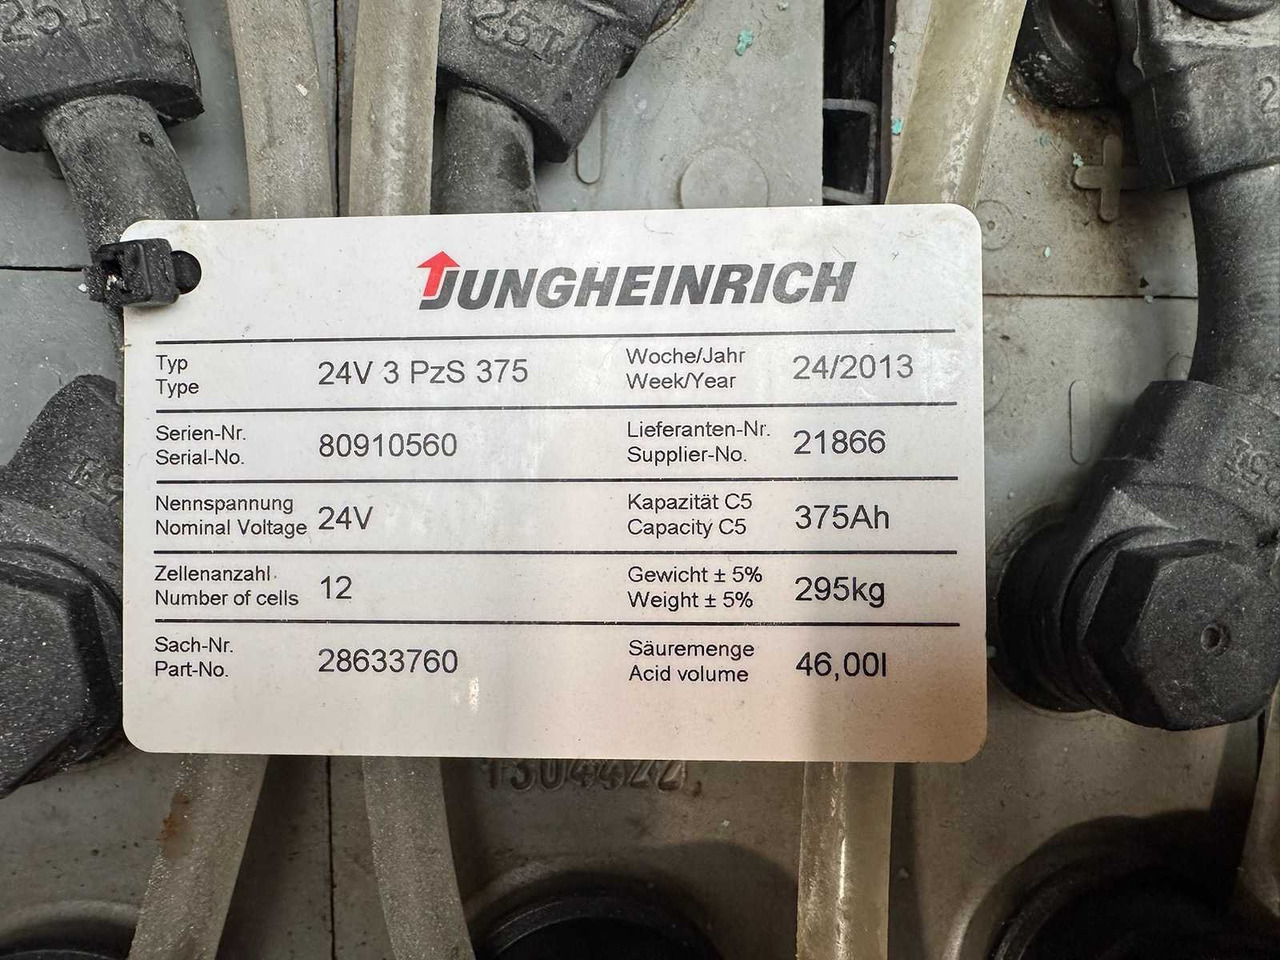 25T
25T
JUNGHEINRICH
Typ
Type
24V 3 PzS 375
Woche/Jahr
Week/Year
24/2013
Serien-Nr.
Serial-No.
80910560
Lieferanten-Nr.
Supplier-No.
21866
Nennspannung
Nominal Voltage
24V
Kapazität C5
Capacity C5
375Ah
Zellenanzahl
Number of cells
12
Gewicht ± 5%
Weight ± 5%
295kg
Sach-Nr.
Part-No.
28633760
Säuremenge
Acid volume
46,00l